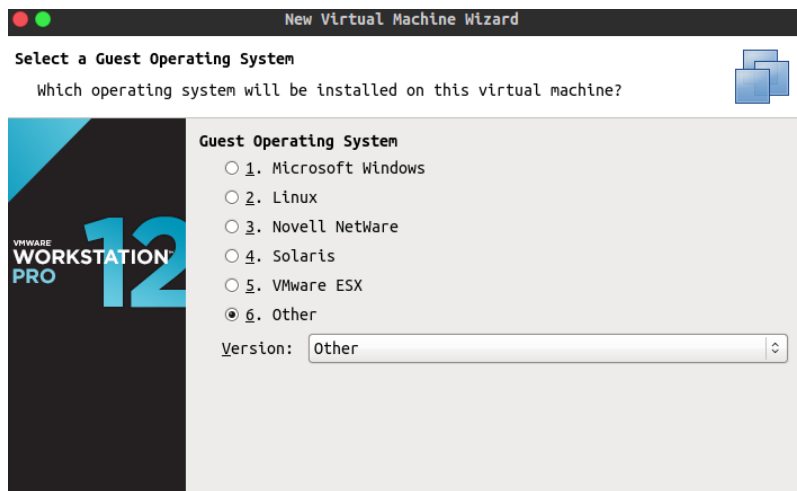 New Virtual Machine Wizard
Select a Guest Operating System
Which operating system will be installed on this virtual machine?
VMWARE
WORKSTATION™
PRO 12
Guest Operating System
1. Microsoft Windows
2. Linux
3. Novell NetWare
4. Solaris
5. VMware ESX
6. Other
Version: Other